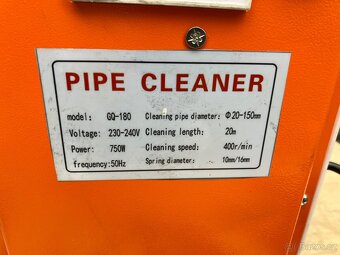 PIPE CLEANER
model: GQ-180 Cleaning pipe diameter: Φ20-150mm
Voltage: 230-240V Cleaning length: 20m
Power: 750W Cleaning speed: 400r/min
frequency:50Hz Spring diameter: 10mm/16mm